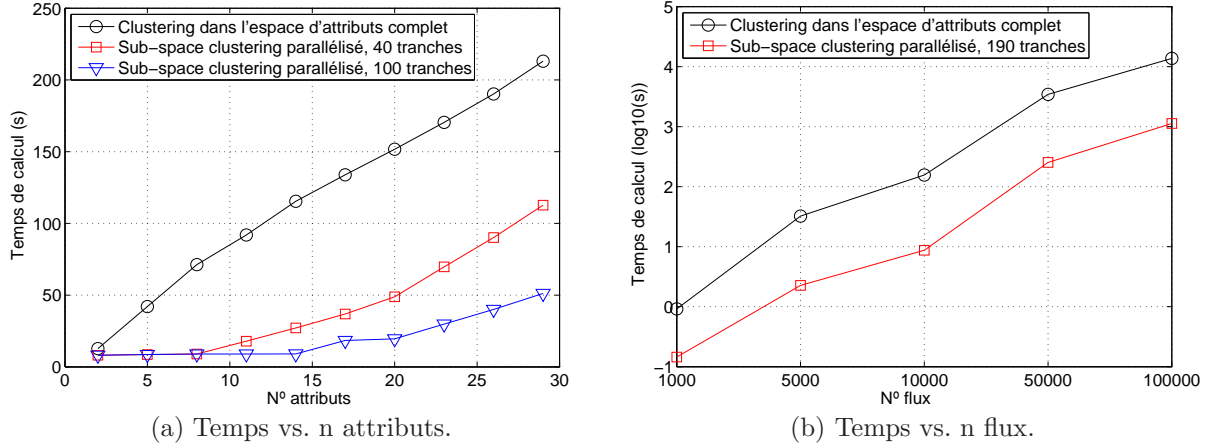 Clustering dans l'espace d'attributs complet
Sub−space clustering parallélisé, 40 tranches
Sub−space clustering parallélisé, 100 tranches
250
200
150
100
50
0
Temps de calcul (s)
0 5 10 15 20 25 30
Nº attributs
(a) Temps vs. n attributs.
Clustering dans l'espace d'attributs complet
Sub−space clustering parallélisé, 190 tranches
5
4
3
2
1
0
−1
Temps de calcul (log10(s))
1000 5000 10000 50000 100000
Nº flux
(b) Temps vs. n flux.